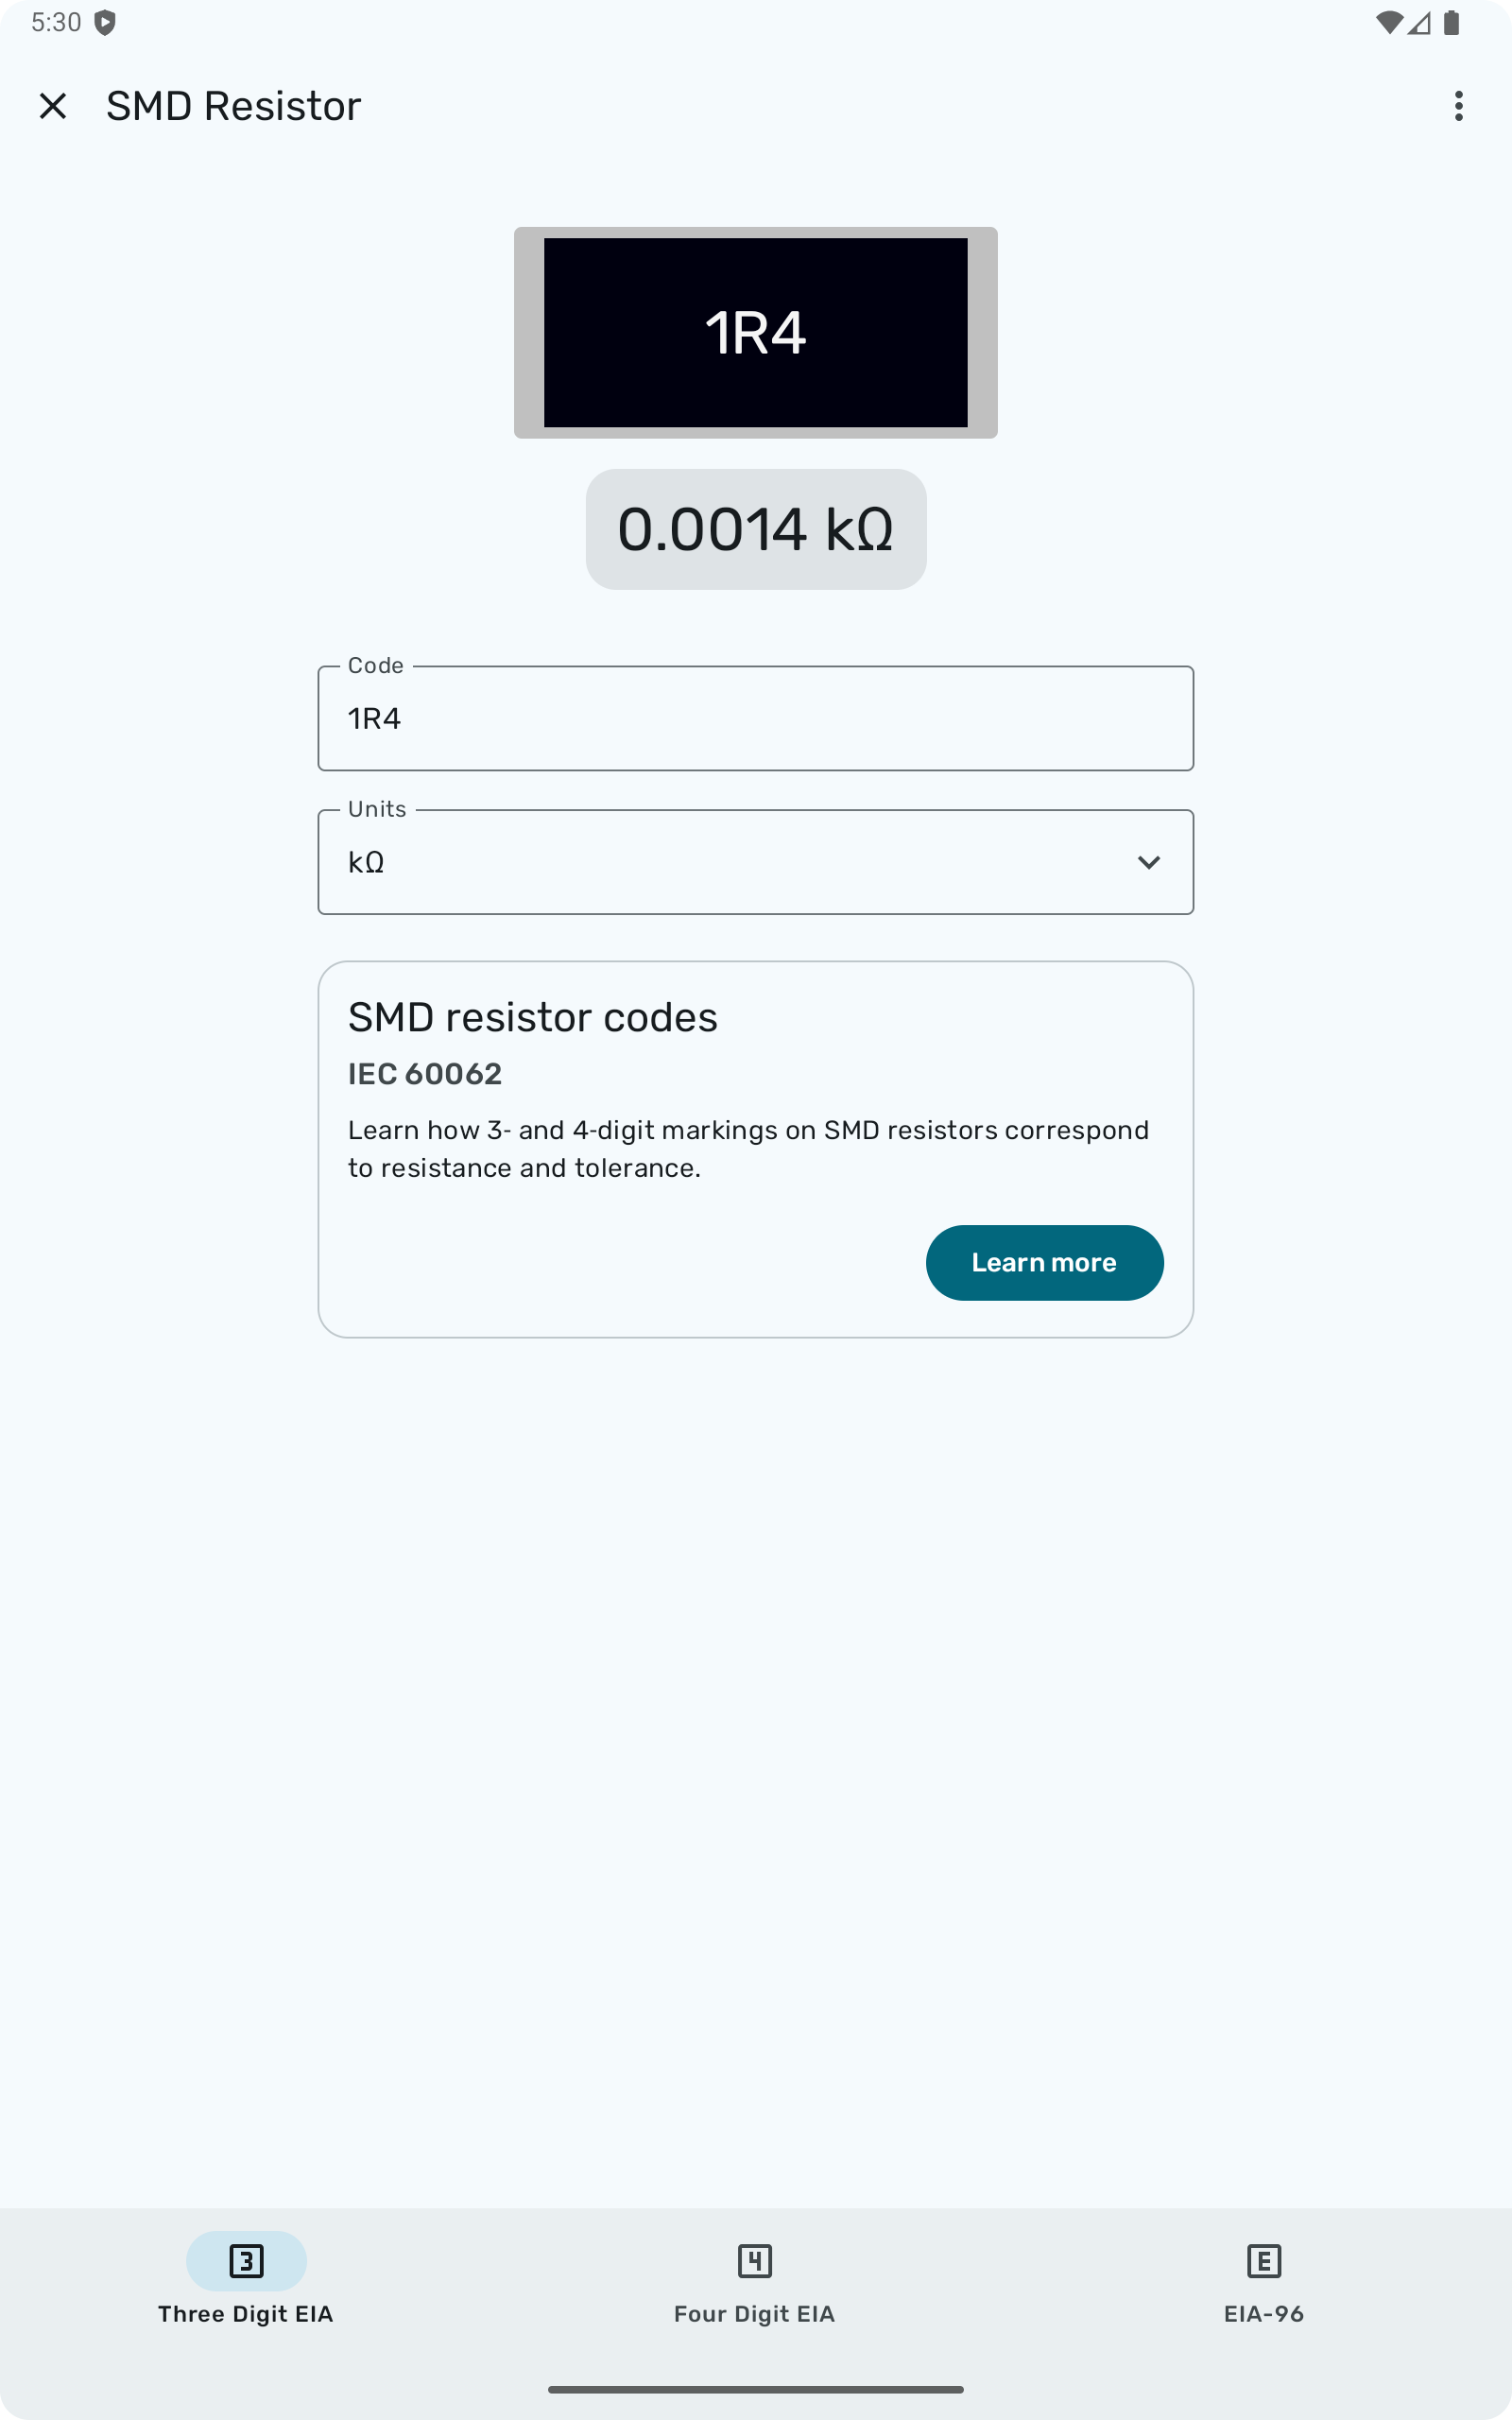 5:30
SMD Resistor
1R4
0.0014 kΩ
Code
1R4
Units
kΩ
SMD resistor codes
IEC 60062
Learn how 3- and 4-digit markings on SMD resistors correspond
to resistance and tolerance.
Learn more
3
4
E
Three Digit EIA
Four Digit EIA
EIA-96